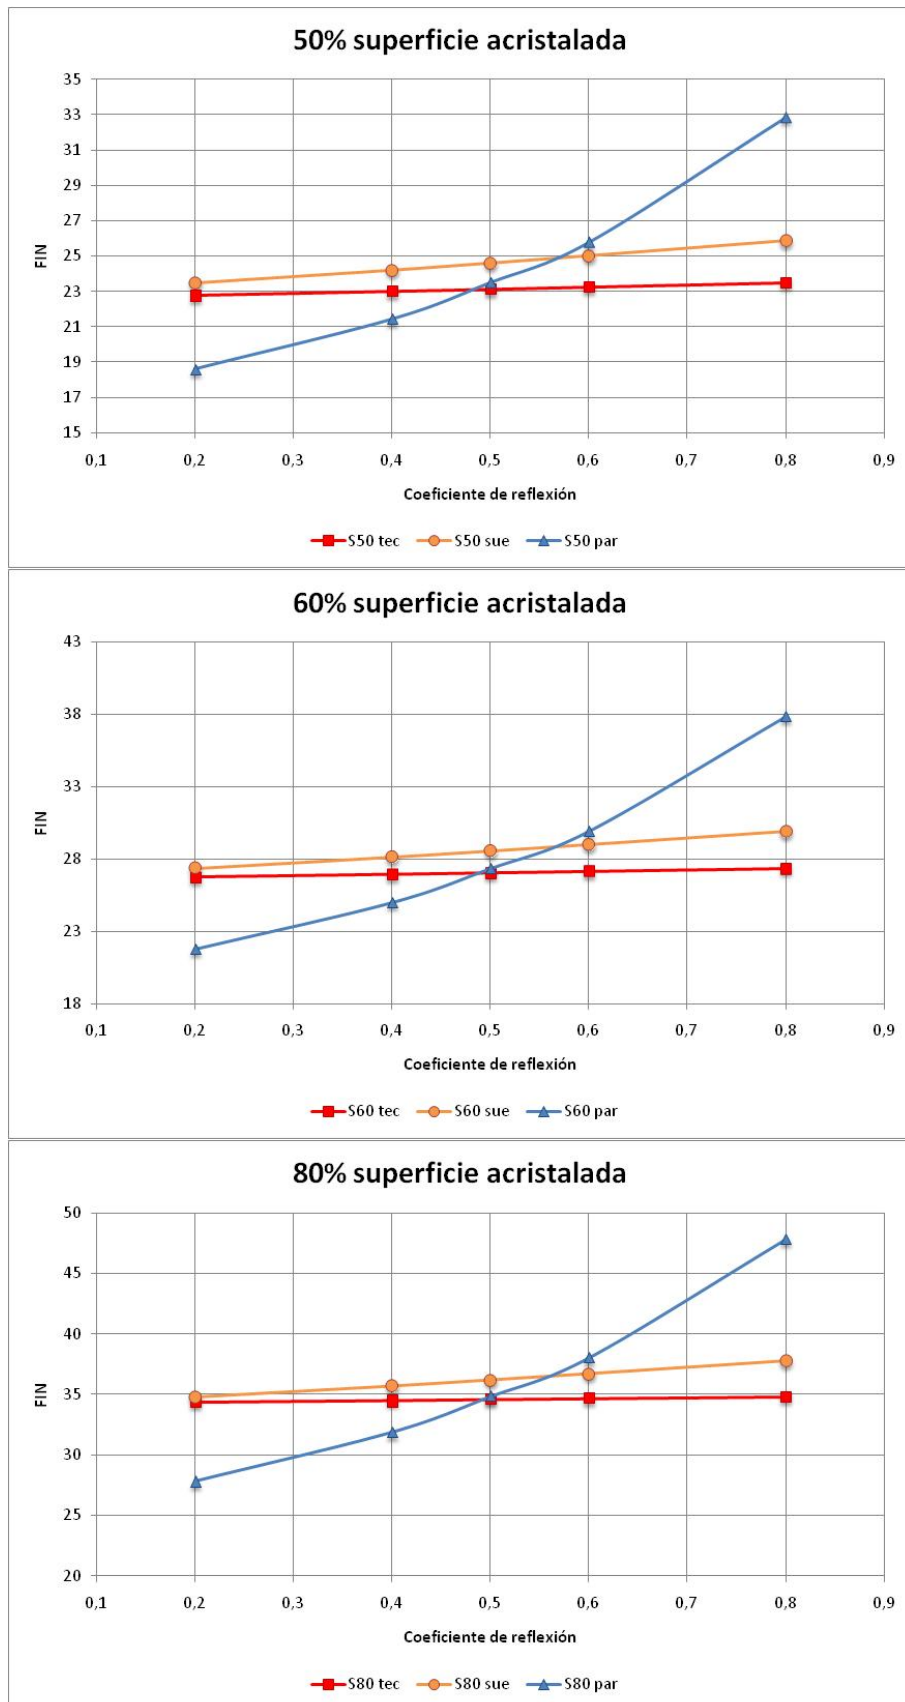 50% superficie acristalada
35
33
31
29
27
25
23
21
19
17
15
FIN
0,1 0,2 0,3 0,4 0,5 0,6 0,7 0,8 0,9
Coeficiente de reflexión
S50 tec S50 sue S50 par
60% superficie acristalada
43
38
33
28
23
18
FIN
0,1 0,2 0,3 0,4 0,5 0,6 0,7 0,8 0,9
Coeficiente de reflexión
S60 tec S60 sue S60 par
80% superficie acristalada
50
45
40
35
30
25
20
FIN
0,1 0,2 0,3 0,4 0,5 0,6 0,7 0,8 0,9
Coeficiente de reflexión
S80 tec S80 sue S80 par